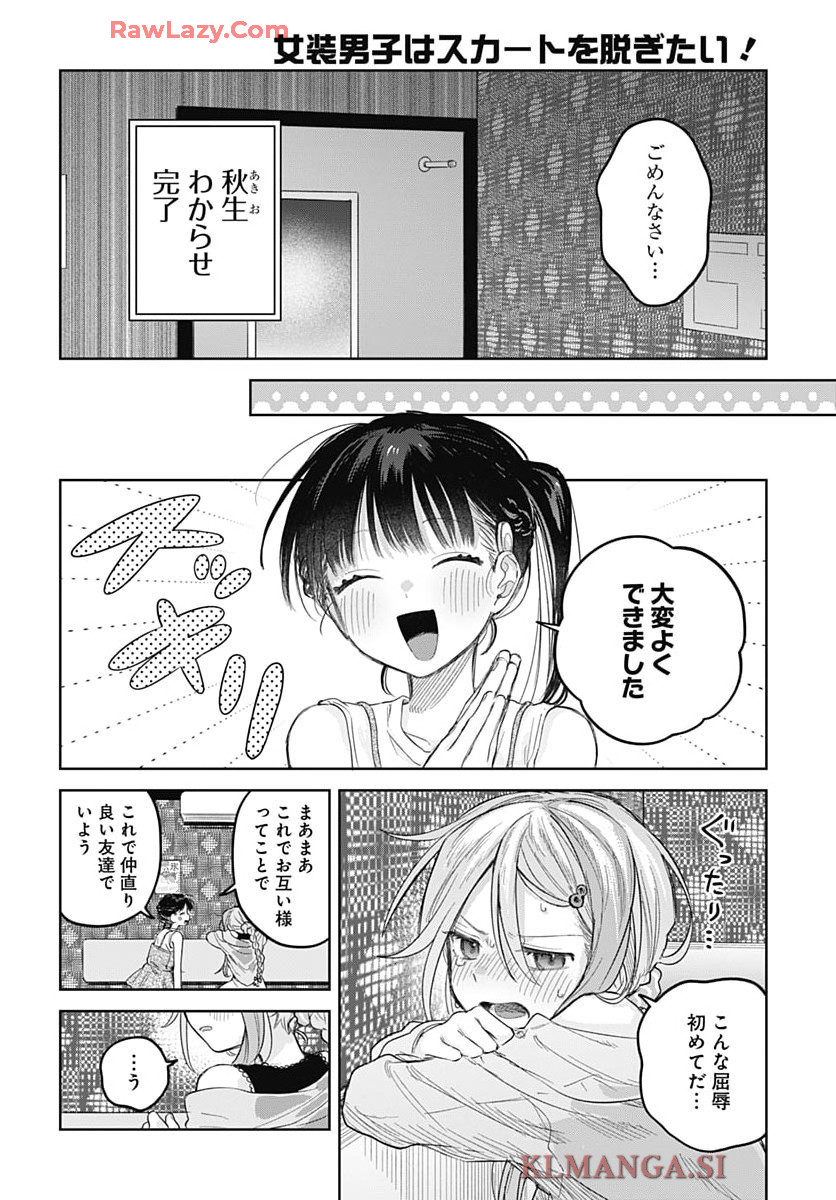 RawLazy.Com
女装男子はスカートを脱ぎたい！
ごめんなさい…
秋生
あきお
わからせ
完了
大変よく
できました
ズギャリ
ぐったり…
こんな屈辱
初めてだ…
まあまあ
これでお互い様
ってことで
これで仲直り
良い友達で
いよう
…う
KLMANGA.SI